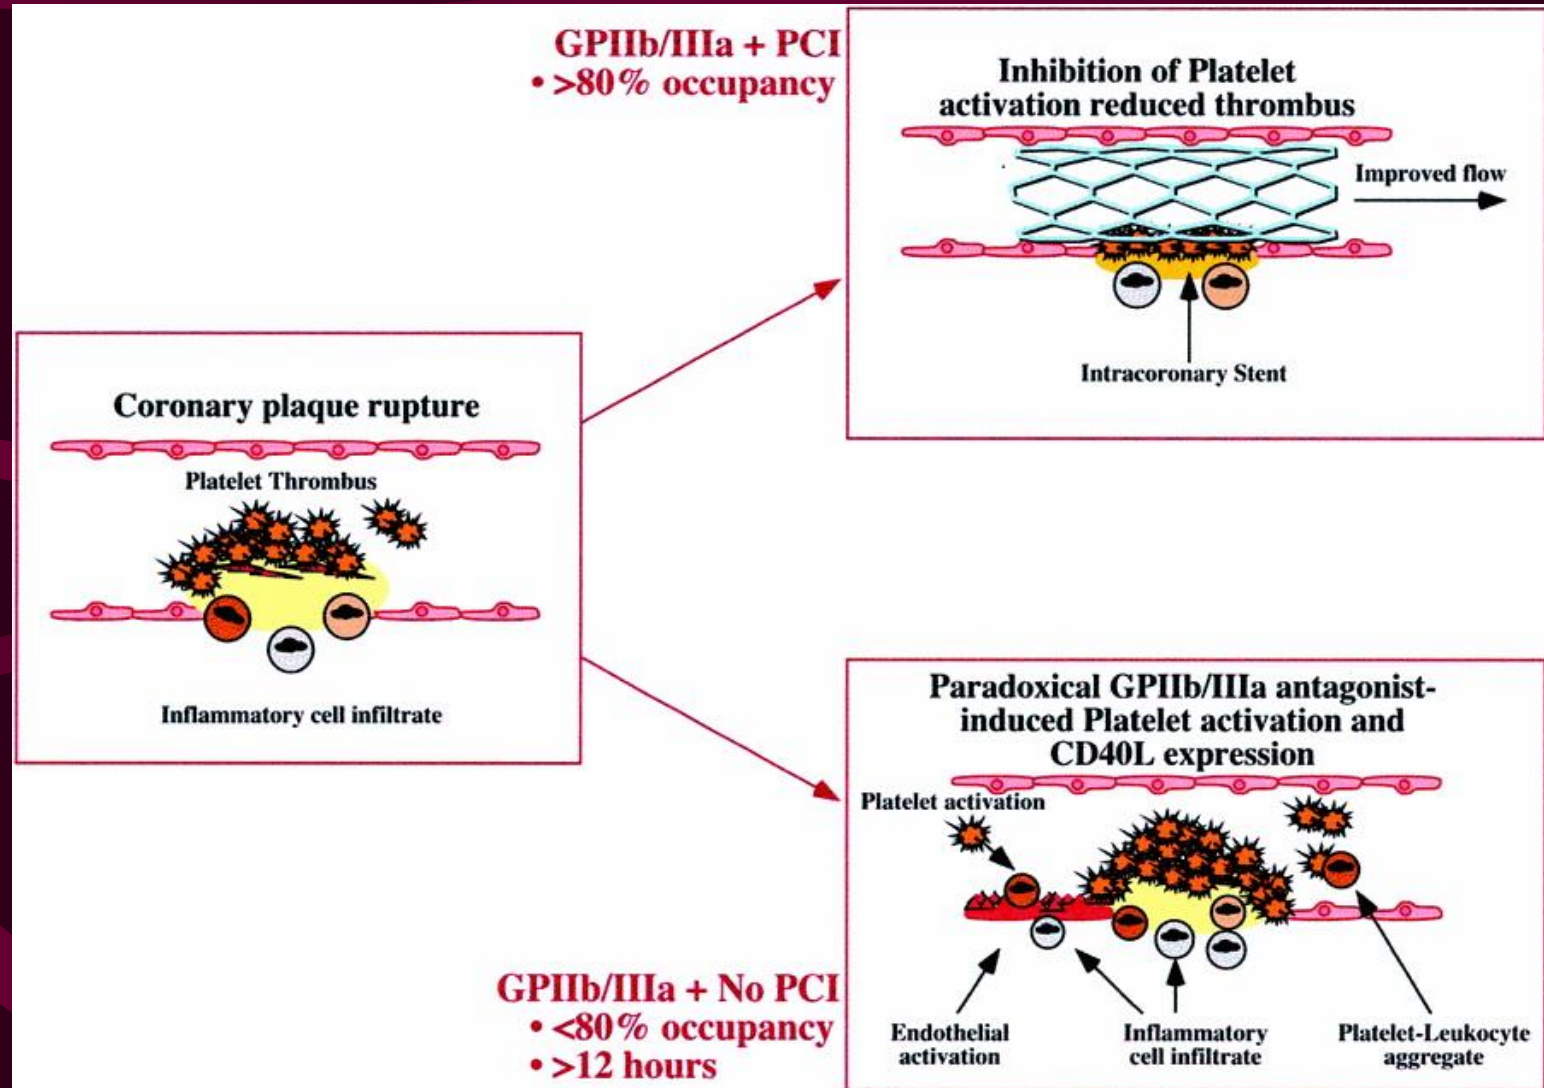 GPIIb/IIIa + PCI
• >80% occupancy
Inhibition of Platelet
activation reduced thrombus
Improved flow
Intracoronary Stent
Coronary plaque rupture
Platelet Thrombus
Inflammatory cell infiltrate
Paradoxical GPIIb/IIIa antagonist-
induced Platelet activation and
CD40L expression
Platelet activation
GPIIb/IIIa + No PCI
• <80% occupancy
• >12 hours
Endothelial
activation
Inflammatory
cell infiltrate
Platelet-Leukocyte
aggregate